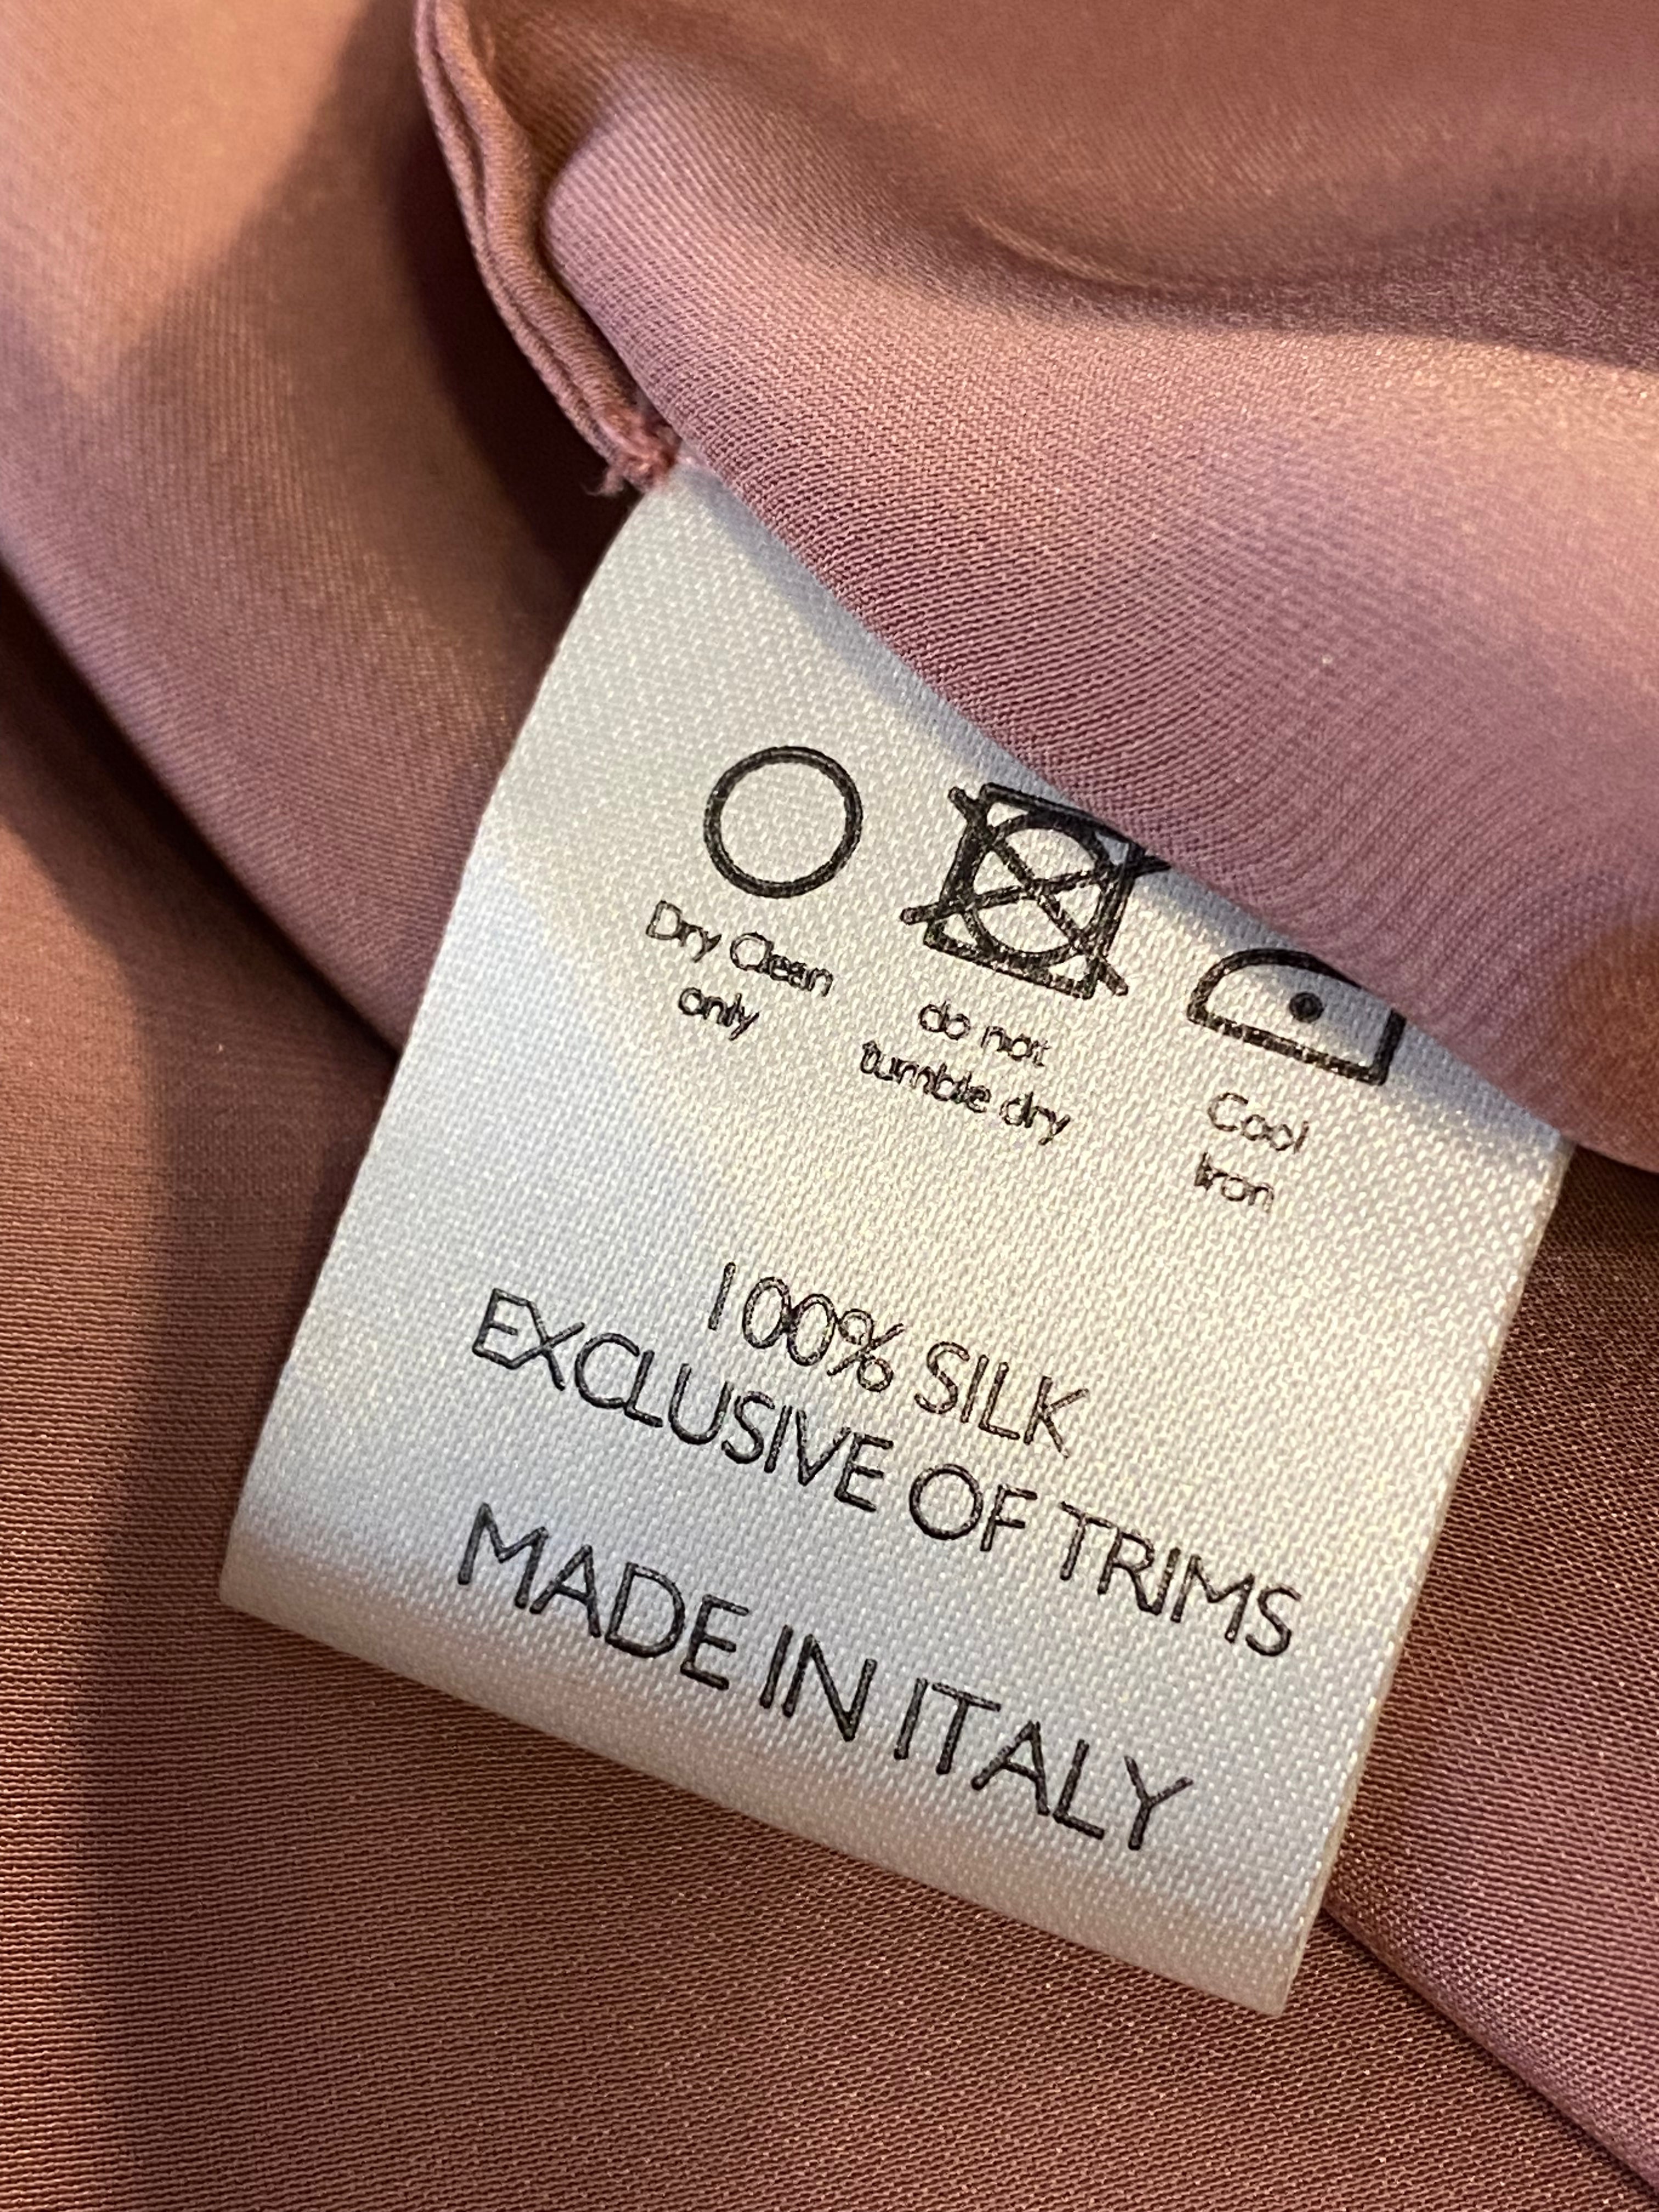 Dry Clean
only
do not
tumble dry
Cool
Iron
100% SILK
EXCLUSIVE OF TRIMS
MADE IN ITALY